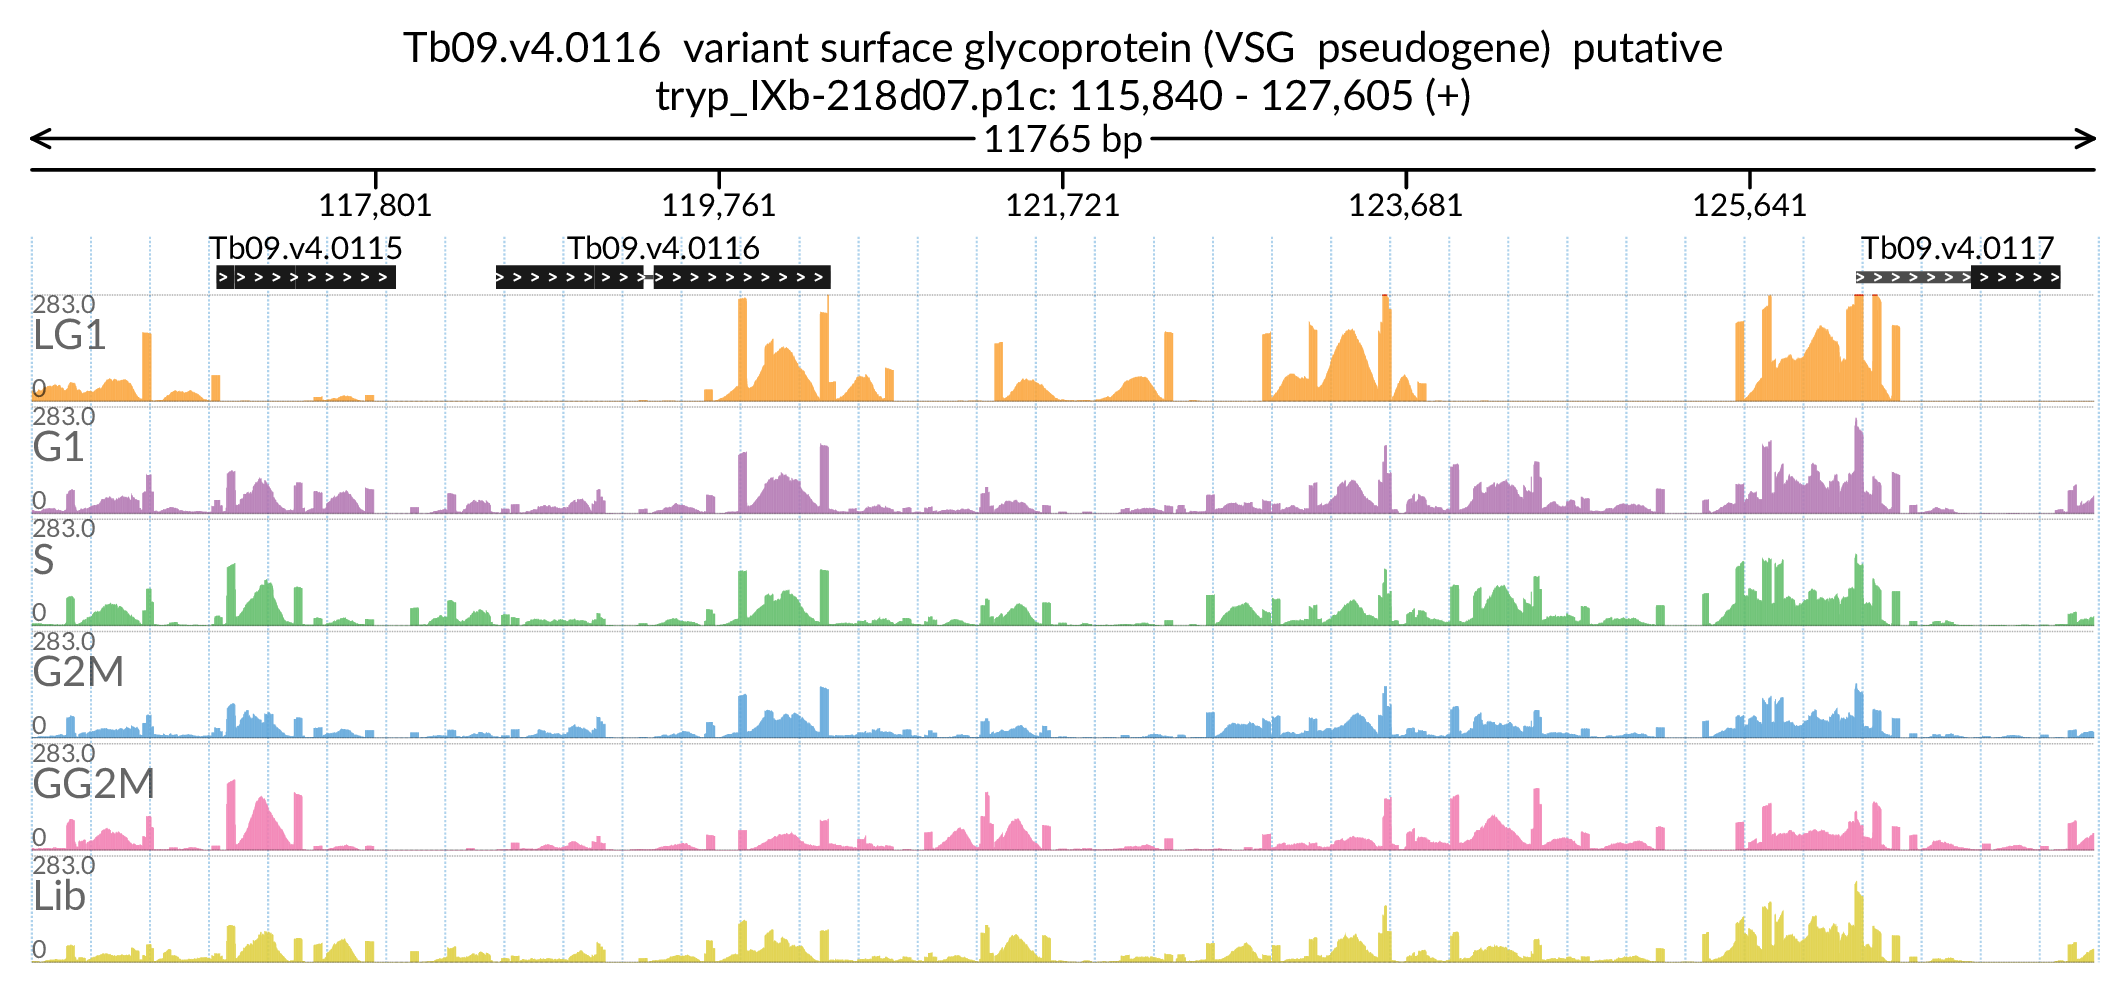 Tb09.v4.0116  variant surface glycoprotein (VSG  pseudogene)  putative
tryp_IXb-218d07.p1c: 115,840 - 127,605 (+)
11765 bp
117,801 119,761 121,721 123,681 125,641
Tb09.v4.0115 Tb09.v4.0116 Tb09.v4.0117
283.0
LG1
0
283.0
G1
0
283.0
S
0
283.0
G2M
0
283.0
GG2M
0
283.0
Lib
0